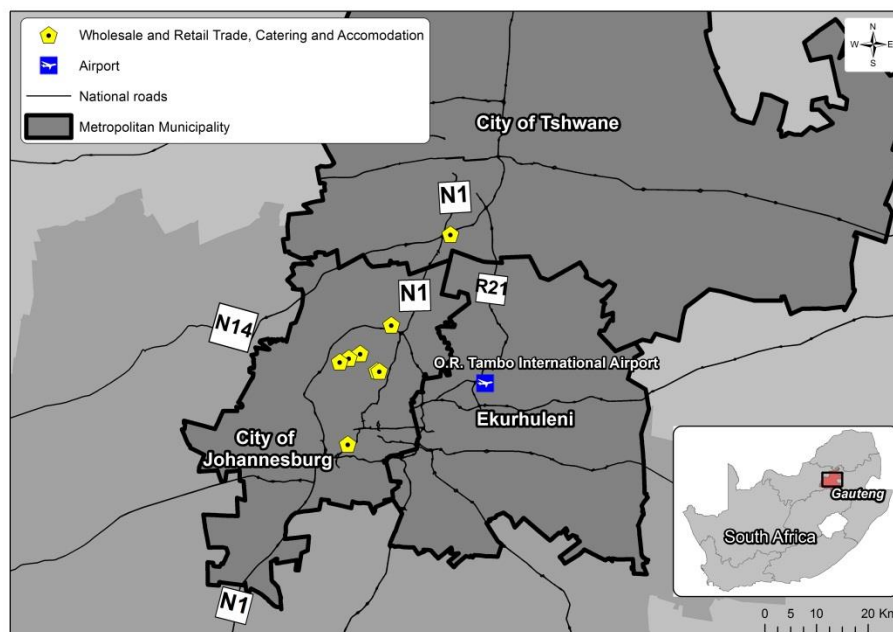 Wholesale and Retail Trade, Catering and Accomodation
Airport
National roads
Metropolitan Municipality
N
W E
S
City of Tshwane
N1
N1
R21
N14
O.R. Tambo International Airport
Ekurhuleni
City of
Johannesburg
N1
Gauteng
South Africa
0 5 10 20 Km